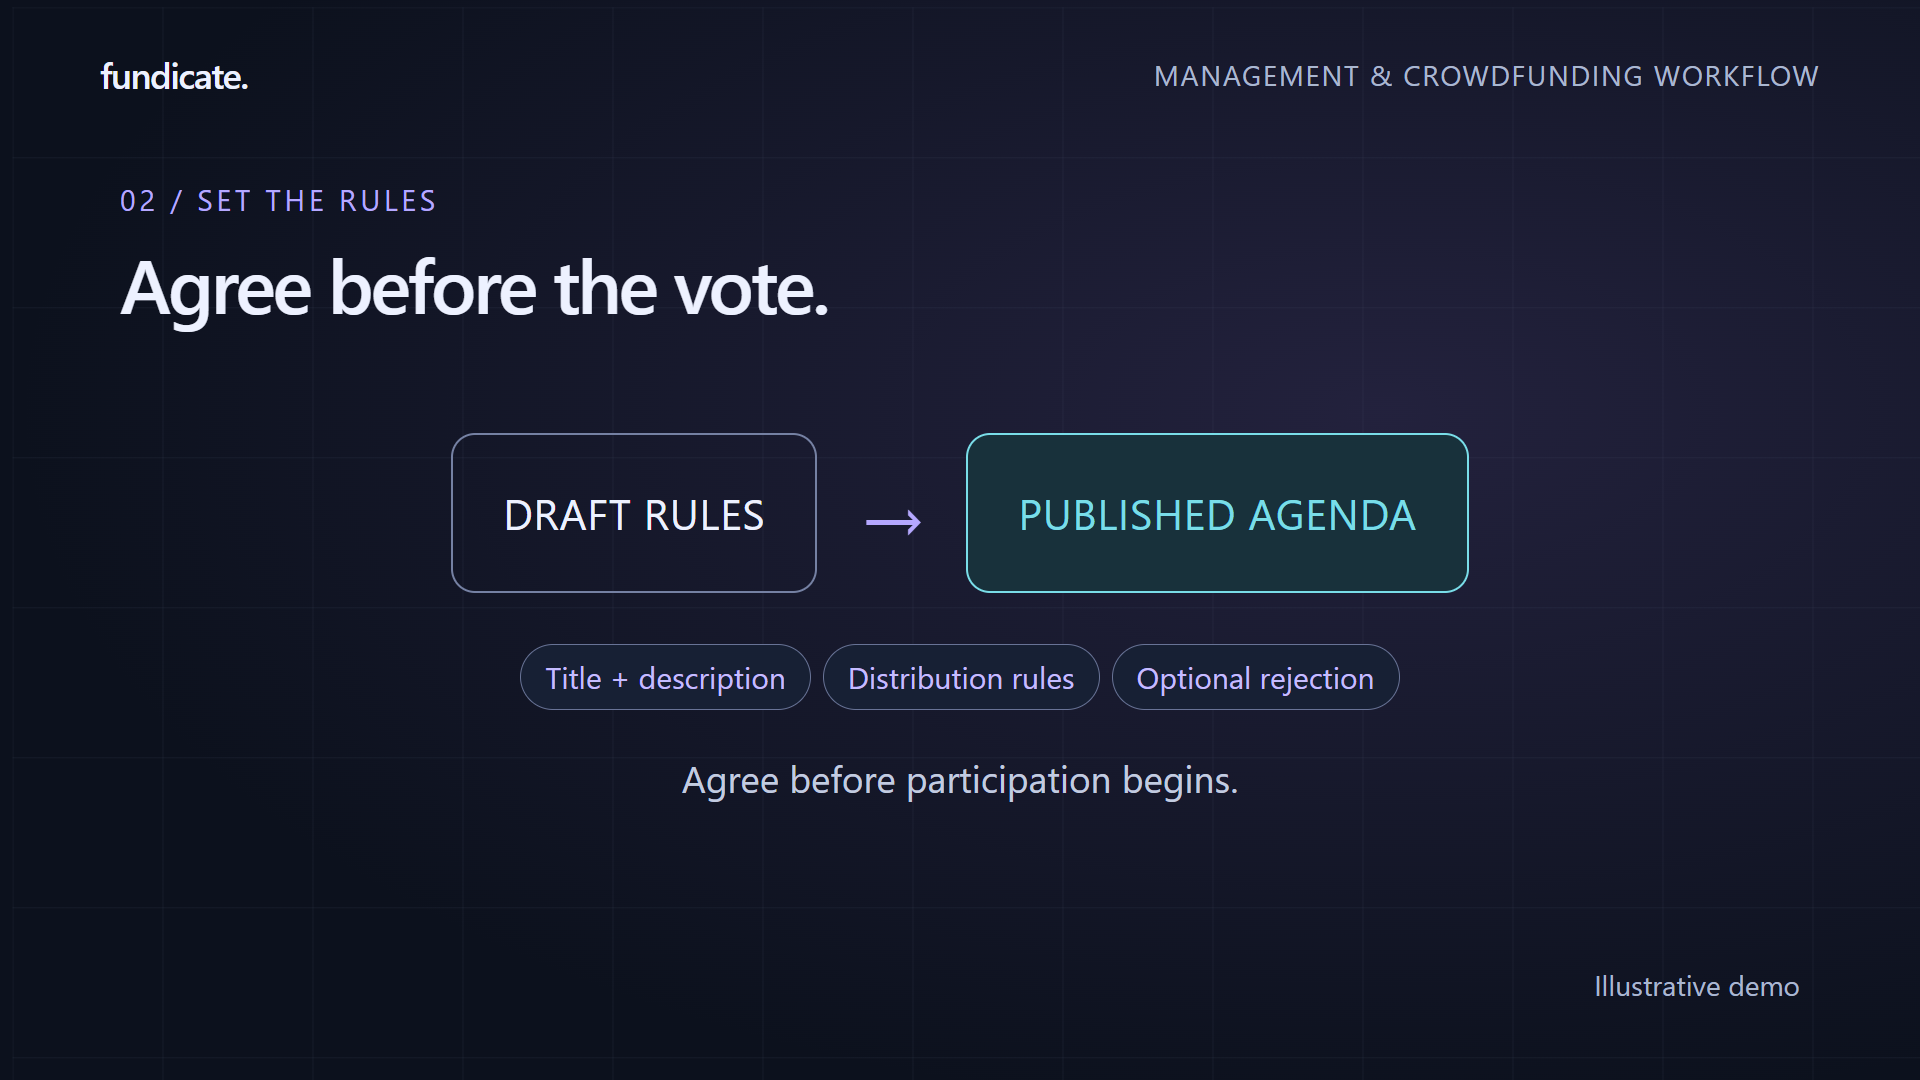 fundicate.
MANAGEMENT & CROWDFUNDING WORKFLOW
02 / SET THE RULES
Agree before the vote.
DRAFT RULES
→
PUBLISHED AGENDA
Title + description
Distribution rules
Optional rejection
Agree before participation begins.
Illustrative demo